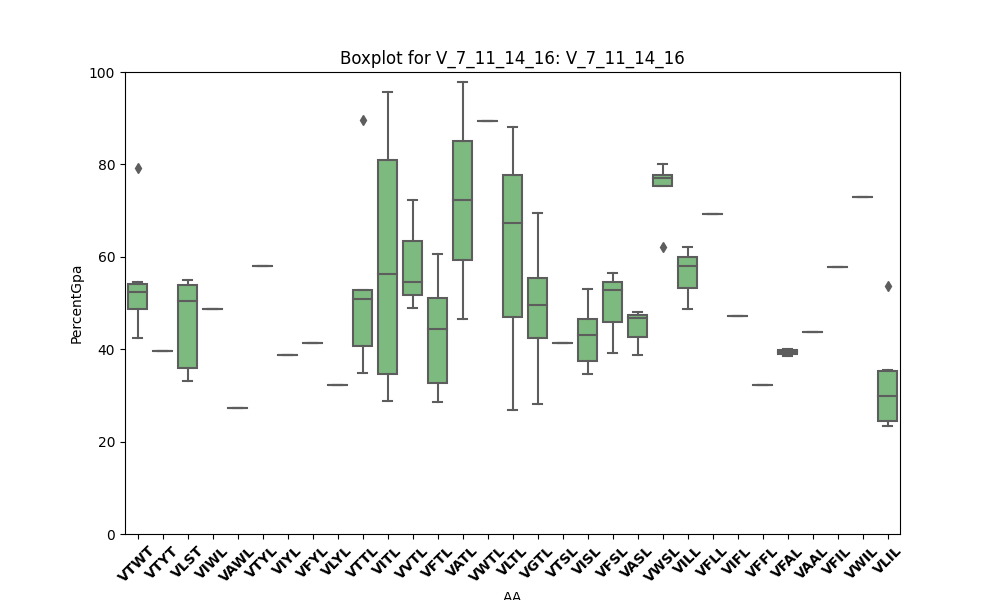 Boxplot for V_7_11_14_16: V_7_11_14_16
100
80
60
40
20
0
PercentGpa
VTWT
VTYT
VLST
VIWL
VAWL
VTYL
VIYL
VFYL
VLYL
VTTL
VITL
VVTL
VFTL
VATL
VWTL
VLTL
VGTL
VTSL
VISL
VFSL
VASL
VWSL
VILL
VFLL
VIFL
VFFL
VFAL
VAAL
VFIL
VWIL
VLIL
AA